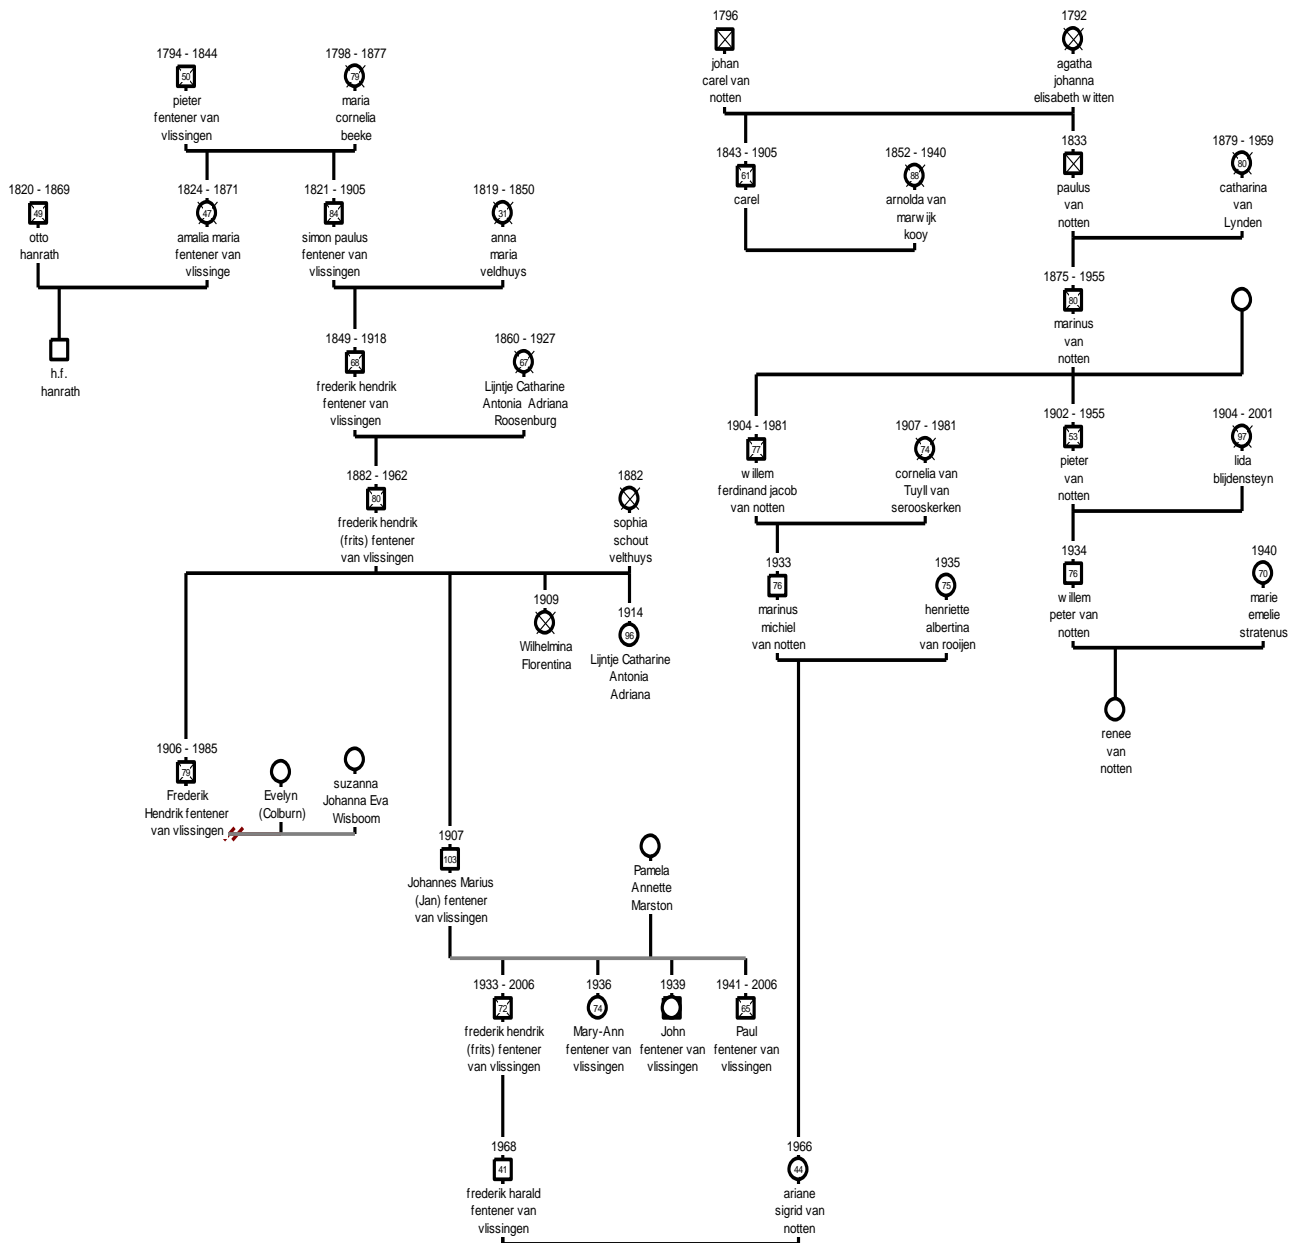 1796
johan
carel van
notten
1792
agatha
johanna
elisabeth witten
1794 - 1844
50
pieter
fentener van
vlissingen
1798 - 1877
79
maria
cornelia
beeke
1843 - 1905
61
carel
1852 - 1940
88
arnolda van
marwijk
kooy
1833
paulus
van
notten
1879 - 1959
80
catharina
van
Lynden
1820 - 1869
49
otto
hanrath
1824 - 1871
47
amalia maria
fentener van
vlissinge
1821 - 1905
84
simon paulus
fentener van
vlissingen
1819 - 1850
31
anna
maria
veldhuys
1875 - 1955
80
marinus
van
notten
h.f.
hanrath
1849 - 1918
68
frederik hendrik
fentener van
vlissingen
1860 - 1927
67
Lijntje Catharine
Antonia Adriana
Roosenburg
1904 - 1981
77
willem
ferdinand jacob
van notten
1907 - 1981
74
cornelia van
Tuyll van
serooskerken
1902 - 1955
53
pieter
van
notten
1904 - 2001
97
lida
blijdensteyn
1882 - 1962
80
frederik hendrik
(frits) fentener
van vlissingen
1882
sophia
schout
velthuys
1933
76
marinus
michiel
van notten
1935
75
henriette
albertina
van rooijen
1934
76
willem
peter van
notten
1940
70
marie
emelie
stratenus
1909
Wilhelmina
Florentina
1914
96
Lijntje Catharine
Antonia
Adriana
renee
van
notten
1906 - 1985
79
Frederik
Hendrik fentener
van vlissingen
Evelyn
(Colburn)
suzanna
Johanna Eva
Wisboom
1907
103
Johannes Marius
(Jan) fentener
van vlissingen
Pamela
Annette
Marston
1933 - 2006
72
frederik hendrik
(frits) fentener
van vlissingen
1936
74
Mary-Ann
fentener van
vlissingen
1939
John
fentener van
vlissingen
1941 - 2006
65
Paul
fentener van
vlissingen
1968
41
frederik harald
fentener van
vlissingen
1966
44
ariane
sigrid van
notten